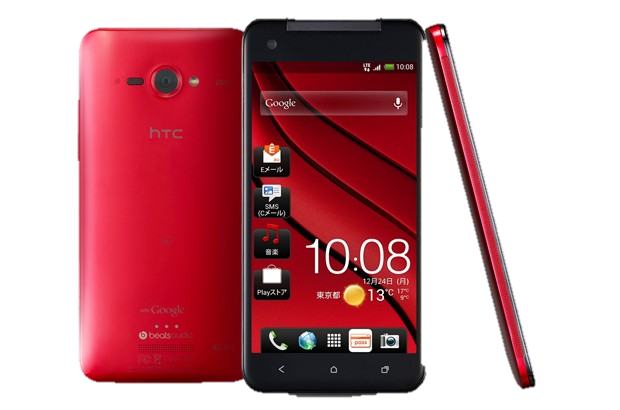 hTC
with Google
beatsaudio
LTE
10:08
Google
Eメール
SMS
(Cメール)
音楽
Playストア
10:08
12月24日 (月)
東京都
13°C
17°C
9°C
pass